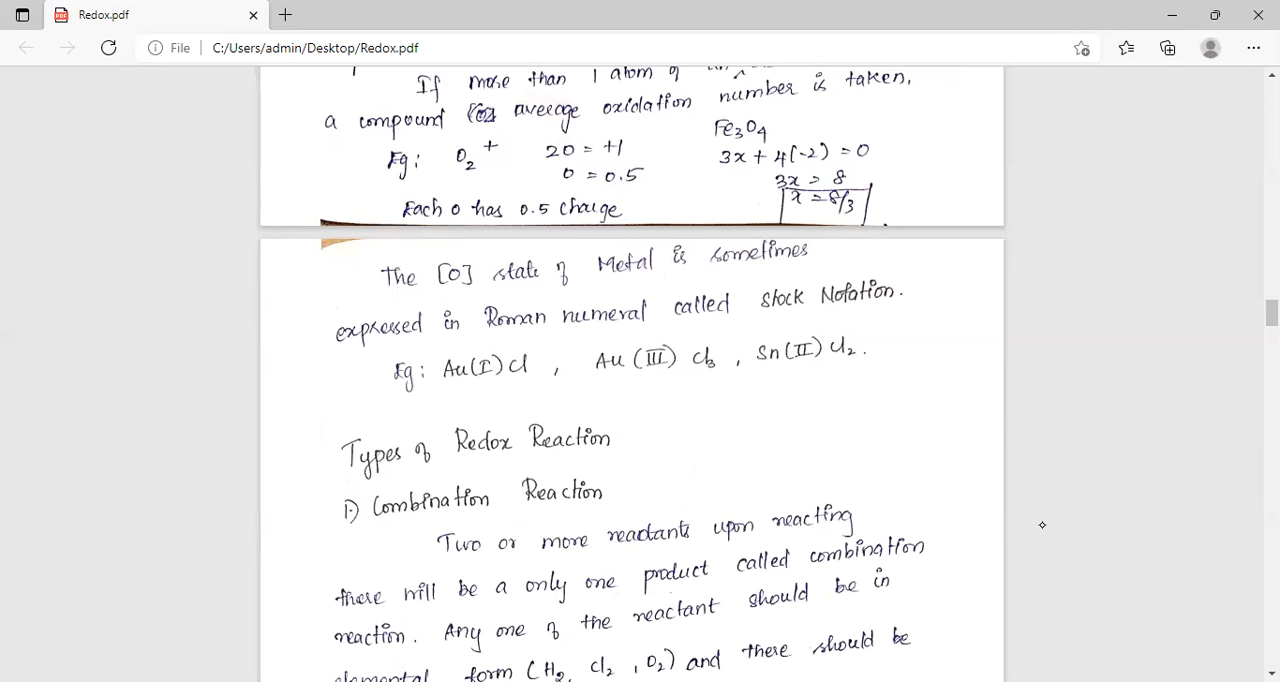 Redox.pdf
File
C:/Users/admin/Desktop/Redox.pdf
If more than 1 atom of
a compound average oxidation number is taken.
Eg: O₂⁺ 2O = +1
O = 0.5
Each O has 0.5 charge
Fe₃O₄
3x + 4(-2) = 0
3x = 8
x = 8/3
The [O] state of Metal is sometimes
expressed in Roman numeral called Stock Notation.
Eg: Au(I)Cl , Au(III)Cl₃ , Sn(II)Cl₂.
Types of Redox Reaction
1) Combination Reaction
Two or more reactants upon reacting
there will be a only one product called combination
reaction. Any one of the reactant should be in
elemental form (H₂, Cl₂, O₂) and there should be